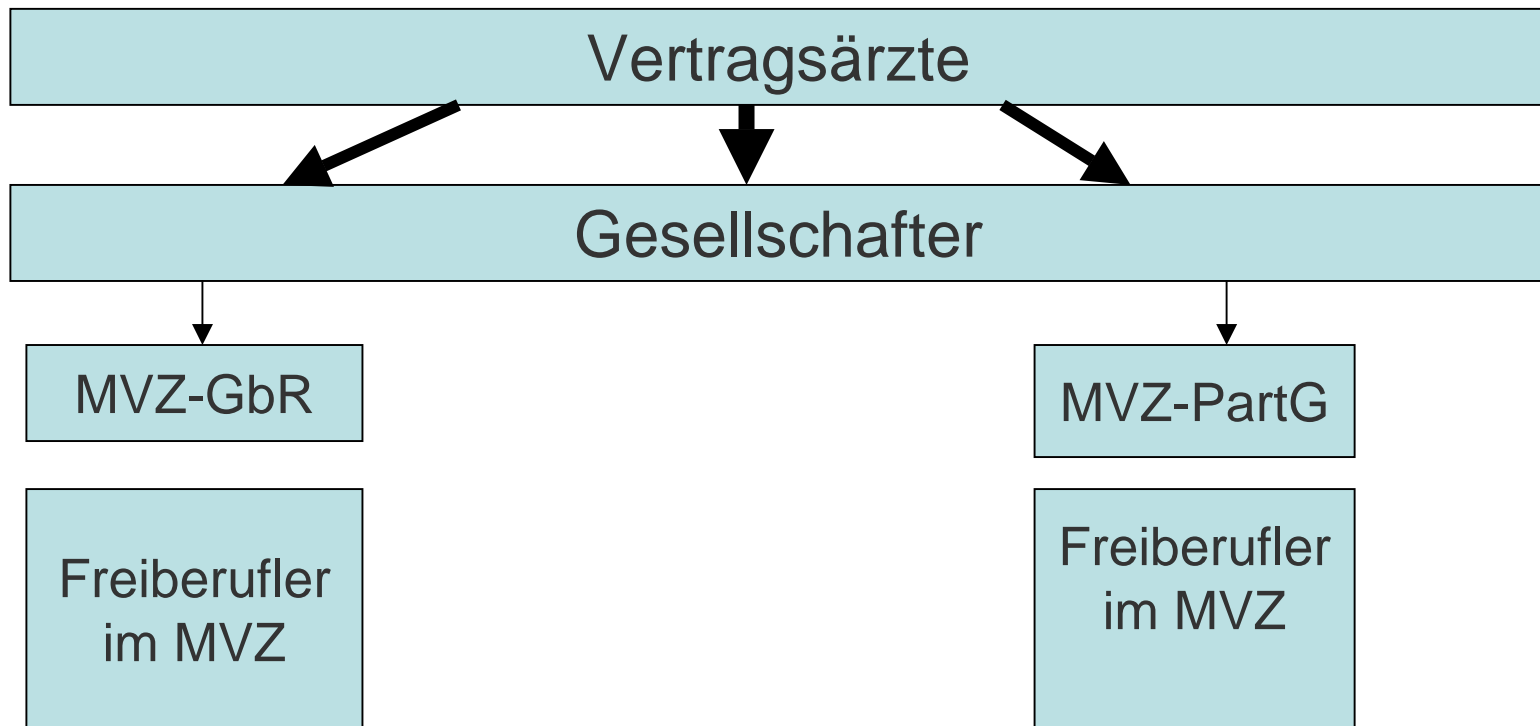 Vertragsärzte
Gesellschafter
MVZ-GbR
MVZ-PartG
Freiberufler
im MVZ
Freiberufler
im MVZ